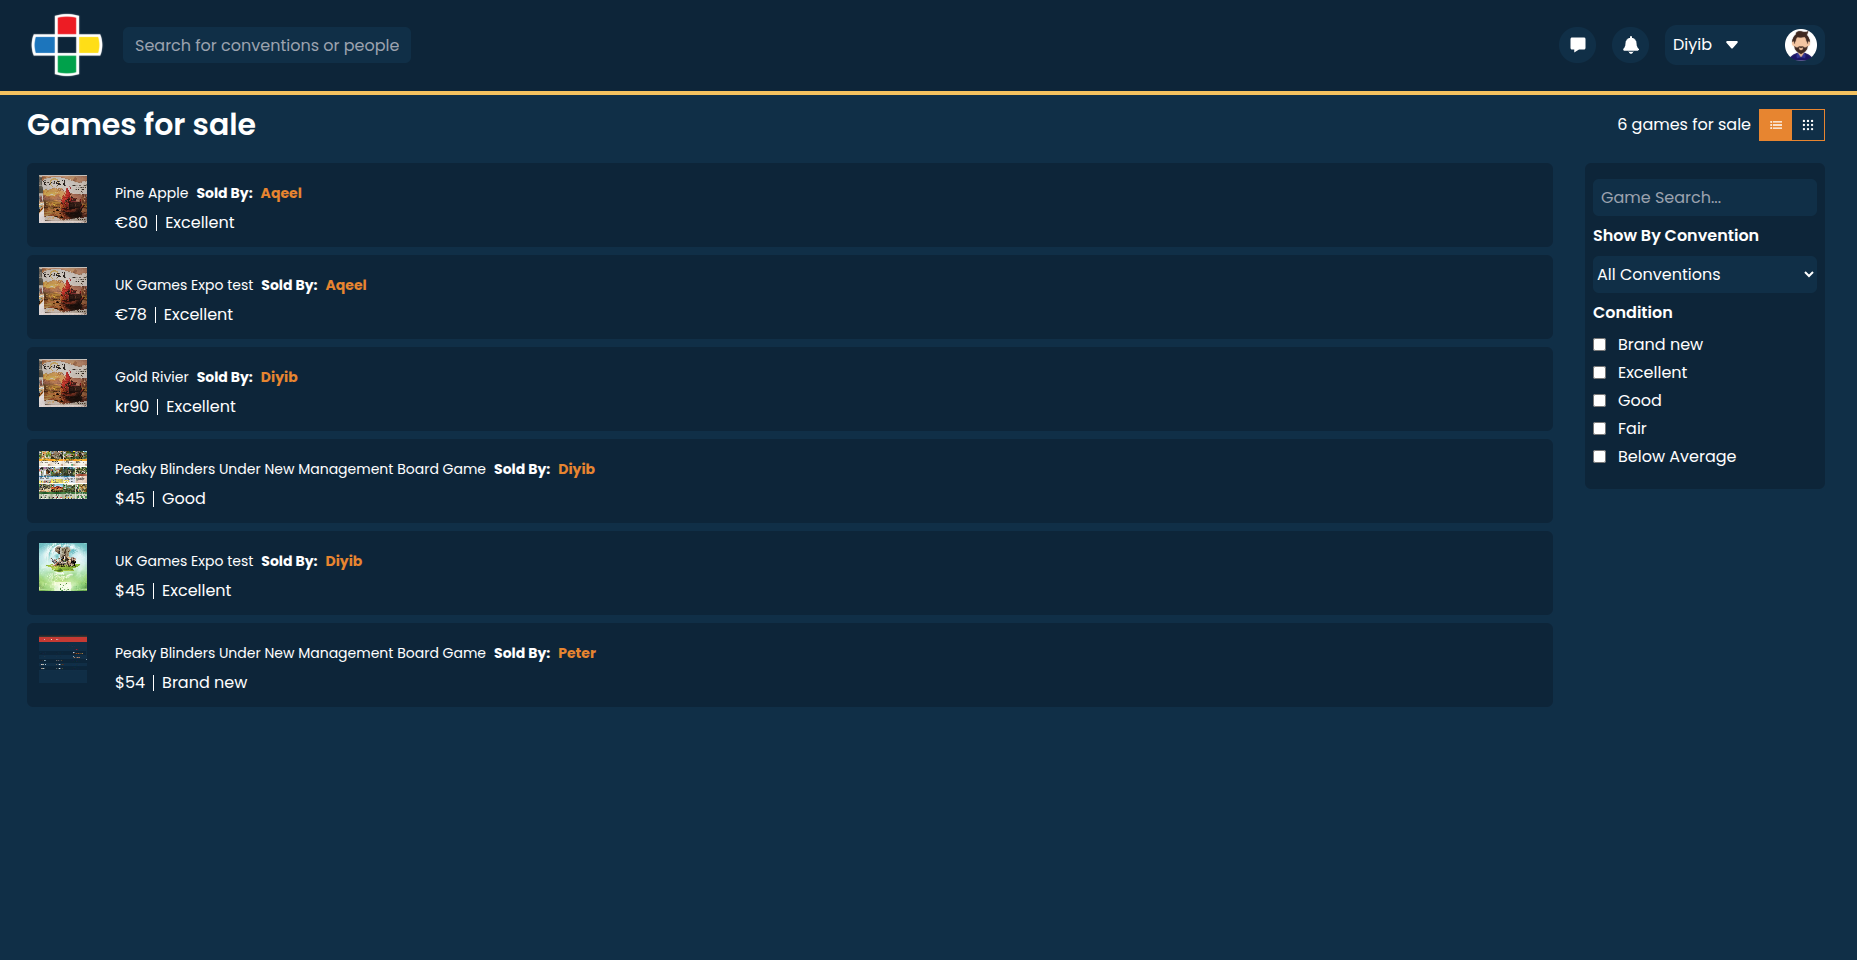 Search for conventions or people
Diyib
Games for sale
6 games for sale
Pine Apple Sold By: Aqeel
€80 | Excellent
UK Games Expo test Sold By: Aqeel
€78 | Excellent
Gold Rivier Sold By: Diyib
kr90 | Excellent
Peaky Blinders Under New Management Board Game Sold By: Diyib
$45 | Good
UK Games Expo test Sold By: Diyib
$45 | Excellent
Peaky Blinders Under New Management Board Game Sold By: Peter
$54 | Brand new
Game Search...
Show By Convention
All Conventions
Condition
Brand new
Excellent
Good
Fair
Below Average